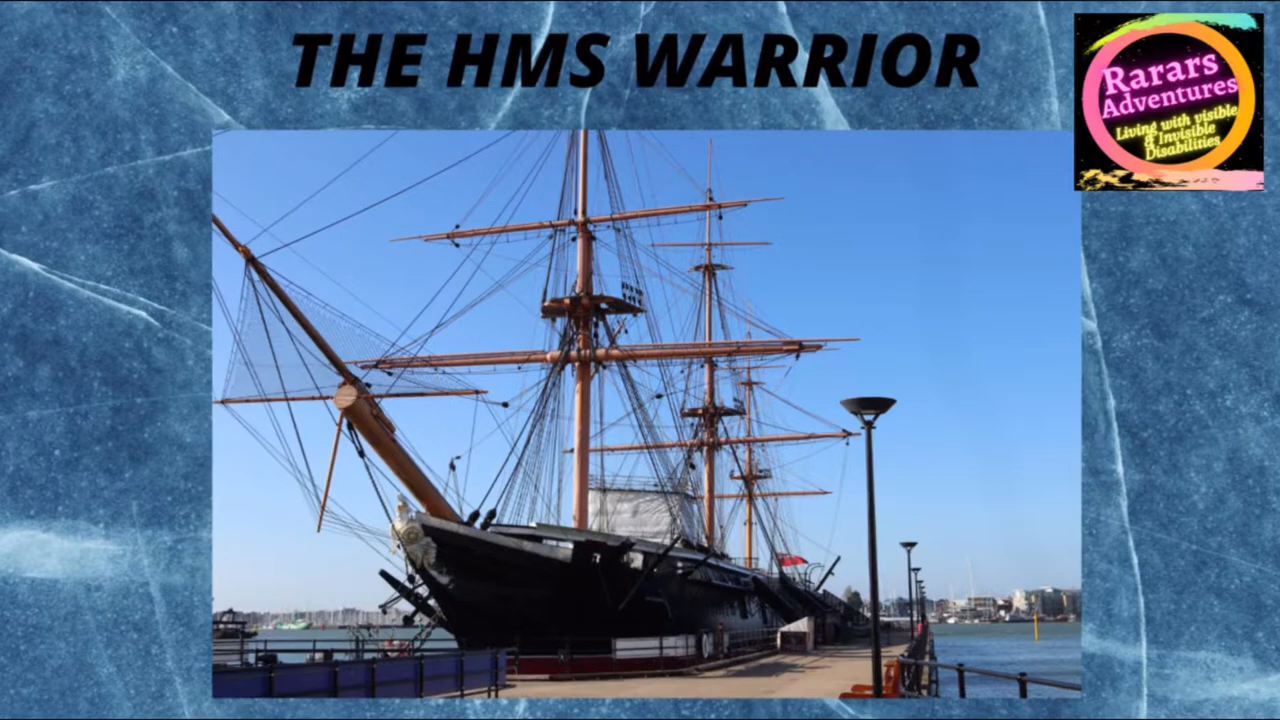 THE HMS WARRIOR
Rarars
Adventures
Living with visible
& Invisible
Disabilities